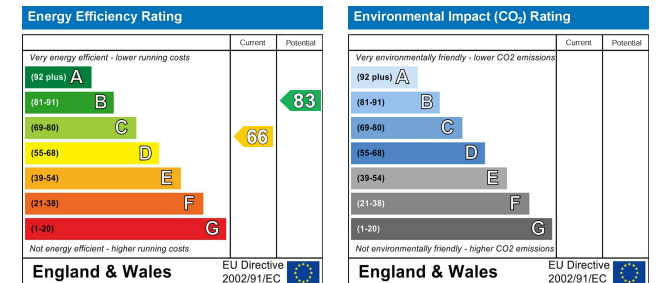 Energy Efficiency Rating
Current Potential
Very energy efficient - lower running costs
(92 plus) A
(81-91) B
83
(69-80) C
66
(55-68) D
(39-54) E
(21-38) F
(1-20) G
Not energy efficient - higher running costs
England & Wales
EU Directive
2002/91/EC
Environmental Impact (CO2) Rating
Current Potential
Very environmentally friendly - lower CO2 emissions
(92 plus) A
(81-91) B
(69-80) C
(55-68) D
(39-54) E
(21-38) F
(1-20) G
Not environmentally friendly - higher CO2 emissions
England & Wales
EU Directive
2002/91/EC